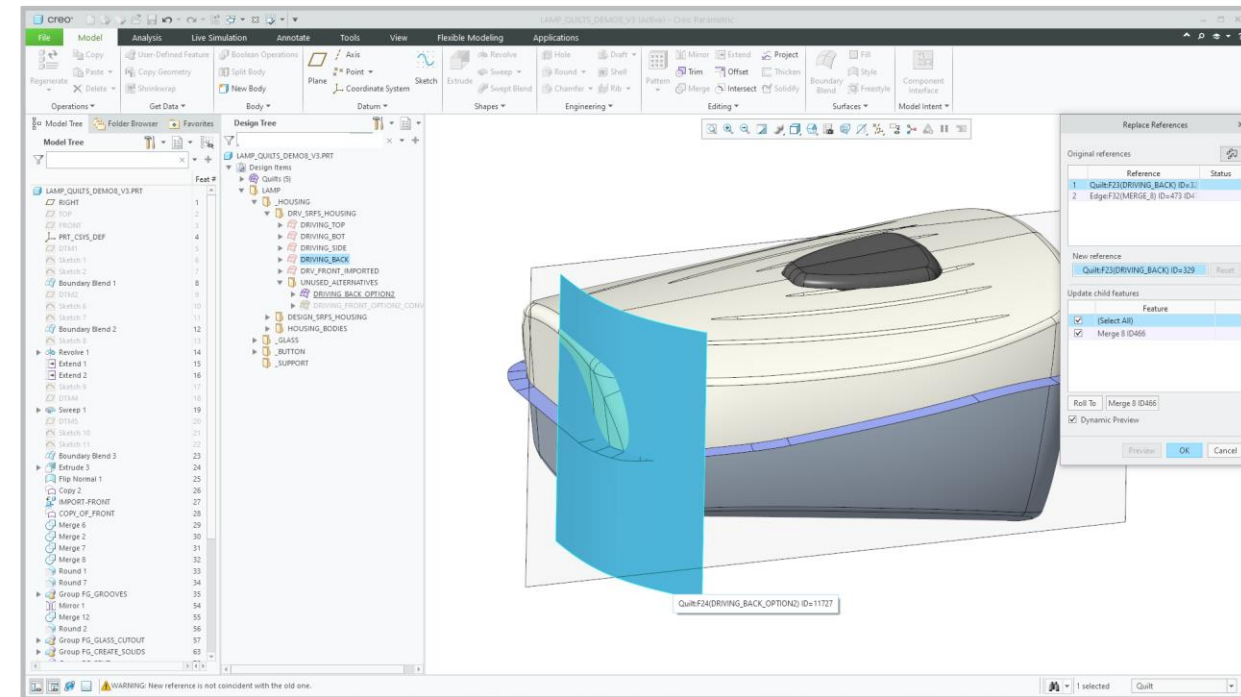 creo
LAMP_QUILTS_DEMO8_V3 (Active) - Creo Parametric
File Model Analysis Live Simulation Annotate Tools View Flexible Modeling Applications
Regenerate
Copy
Paste
Delete
User-Defined Feature
Copy Geometry
Shrinkwrap
Boolean Operations
Split Body
New Body
Plane
Axis
Point
Coordinate System
Sketch
Extrude
Revolve
Sweep
Swept Blend
Hole
Round
Chamfer
Draft
Shell
Rib
Pattern
Mirror
Extend
Project
Trim
Offset
Thicken
Merge
Intersect
Solidify
Boundary Blend
Fill
Style
Freestyle
Component Interface
Operations Get Data Body Datum Shapes Engineering Editing Surfaces Model Intent
Model Tree Folder Browser Favorites
Model Tree
Feat #
LAMP_QUILTS_DEMO8_V3.PRT
RIGHT 1
TOP 2
FRONT 3
PRT_CSYS_DEF 4
DTM1 5
Sketch 1 6
Sketch 2 7
Boundary Blend 1 8
DTM2 9
Sketch 6 10
Sketch 7 11
Boundary Blend 2 12
Sketch 8 13
Revolve 1 14
Extend 1 15
Extend 2 16
Sketch 9 17
DTM4 18
Sweep 1 19
DTM5 20
Sketch 10 21
Sketch 11 22
Boundary Blend 3 23
Extrude 3 24
Flip Normal 1 25
Copy 2 26
IMPORT-FRONT 27
COPY_OF_FRONT 28
Merge 6 29
Merge 2 30
Merge 7 31
Merge 8 32
Round 1 33
Round 7 34
Group FG_GROOVES 35
Mirror 1 54
Merge 12 55
Round 2 56
Group FG_GLASS_CUTOUT 57
Group FG_CREATE_SOLIDS 63
Design Tree
LAMP_QUILTS_DEMO8_V3.PRT
Design Items
Quilts (5)
LAMP
_HOUSING
DRV_SRFS_HOUSING
DRIVING_TOP
DRIVING_BOT
DRIVING_SIDE
DRIVING_BACK
DRV_FRONT_IMPORTED
UNUSED_ALTERNATIVES
DRIVING_BACK_OPTION2
DRIVING_FRONT_OPTION2_CONV
DESIGN_SRFS_HOUSING
HOUSING_BODIES
_GLASS
_BUTTON
_SUPPORT
Quilt:F24(DRIVING_BACK_OPTION2) ID=11727
Replace References
Original references
Reference Status
1 Quilt:F23(DRIVING_BACK) ID=32
2 Edge:F32(MERGE_8) ID=473 ID4
New reference
Quilt:F23(DRIVING_BACK) ID=329 Reset
Update child features
Feature
(Select All)
Merge 8 ID466
Roll To Merge 8 ID466
Dynamic Preview
Preview OK Cancel
WARNING: New reference is not coincident with the old one.
1 selected Quilt